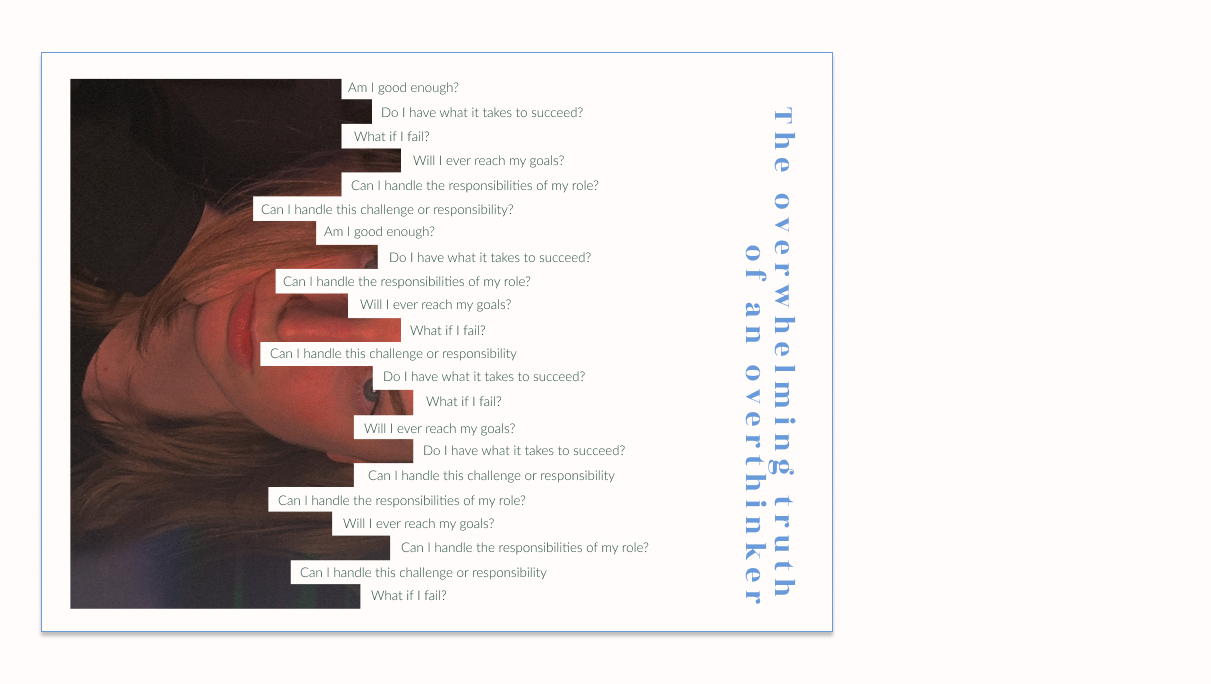 Am I good enough?
Do I have what it takes to succeed?
What if I fail?
Will I ever reach my goals?
Can I handle the responsibilities of my role?
Can I handle this challenge or responsibility?
Am I good enough?
Do I have what it takes to succeed?
Can I handle the responsibilities of my role?
Will I ever reach my goals?
What if I fail?
Can I handle this challenge or responsibility
Do I have what it takes to succeed?
What if I fail?
Will I ever reach my goals?
Do I have what it takes to succeed?
Can I handle this challenge or responsibility
Can I handle the responsibilities of my role?
Will I ever reach my goals?
Can I handle the responsibilities of my role?
Can I handle this challenge or responsibility
What if I fail?
The overwhelming truth
of an overthinker